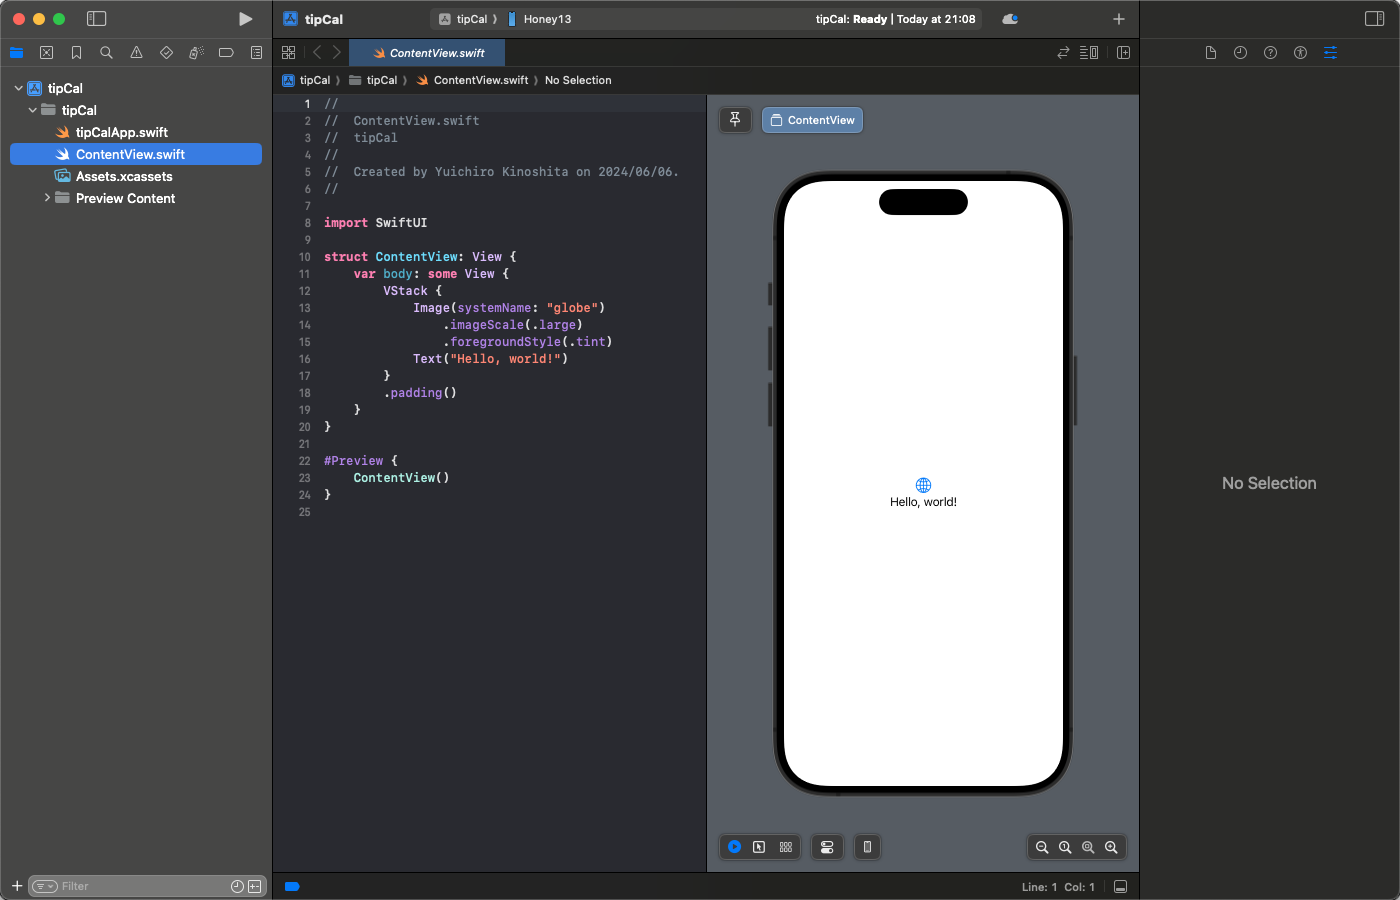 tipCal
tipCal
Honey13
tipCal: Ready | Today at 21:08
ContentView.swift
tipCal
tipCal
ContentView.swift
No Selection
tipCal
tipCal
tipCalApp.swift
ContentView.swift
Assets.xcassets
Preview Content
1 //
2 // ContentView.swift
3 // tipCal
4 //
5 // Created by Yuichiro Kinoshita on 2024/06/06.
6 //
7
8 import SwiftUI
9
10 struct ContentView: View {
11 var body: some View {
12 VStack {
13 Image(systemName: "globe")
14 .imageScale(.large)
15 .foregroundStyle(.tint)
16 Text("Hello, world!")
17 }
18 .padding()
19 }
20 }
21
22 #Preview {
23 ContentView()
24 }
25
ContentView
Hello, world!
No Selection
Filter
Line: 1 Col: 1